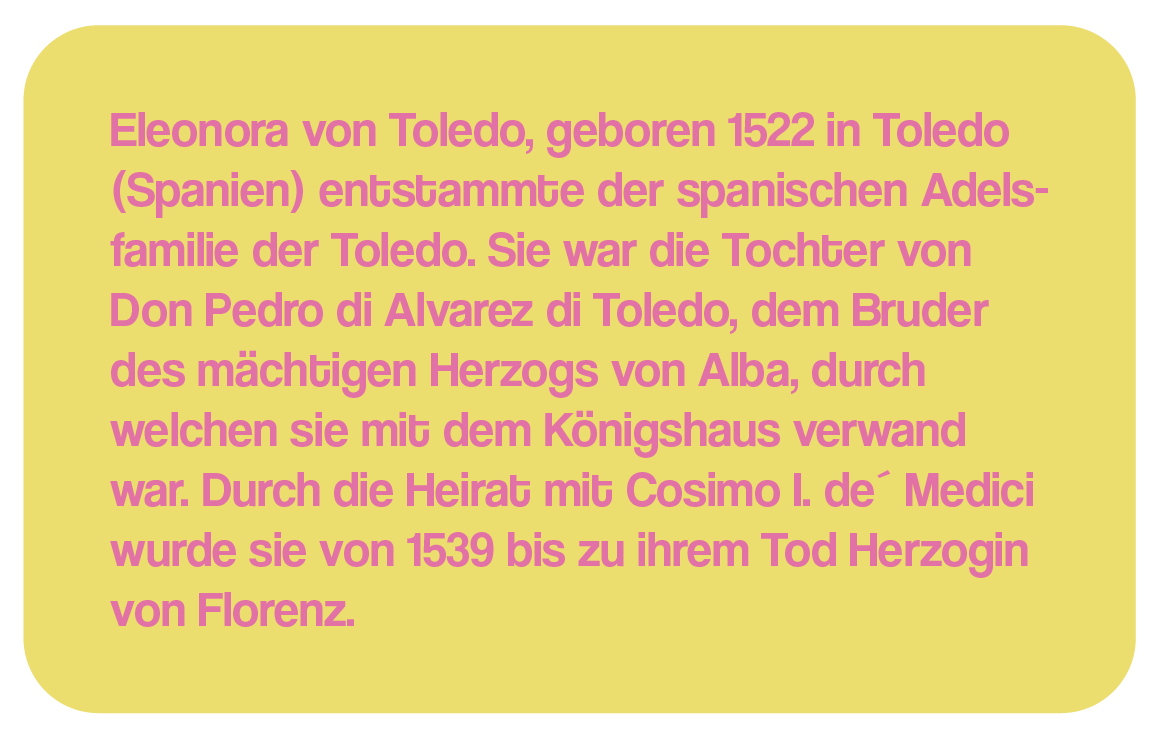 Eleonora von Toledo, geboren 1522 in Toledo
(Spanien) entstammte der spanischen Adels-
familie der Toledo. Sie war die Tochter von
Don Pedro di Alvarez di Toledo, dem Bruder
des mächtigen Herzogs von Alba, durch
welchen sie mit dem Königshaus verwand
war. Durch die Heirat mit Cosimo I. de´ Medici
wurde sie von 1539 bis zu ihrem Tod Herzogin
von Florenz.